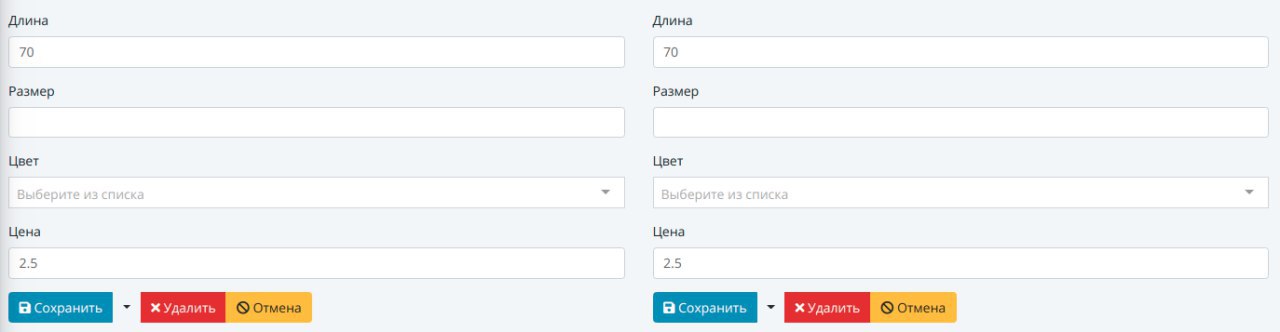 Длина
70
Размер
Цвет
Выберите из списка
Цена
2.5
Сохранить Удалить Отмена
Длина
70
Размер
Цвет
Выберите из списка
Цена
2.5
Сохранить Удалить Отмена